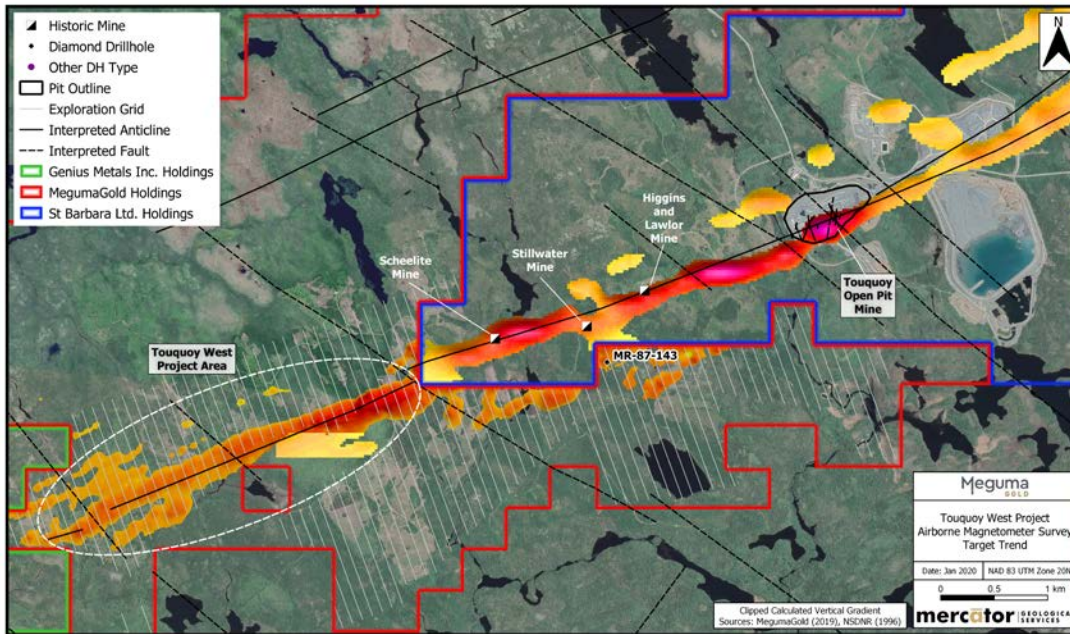 Historic Mine
Diamond Drillhole
Other DH Type
Pit Outline
Exploration Grid
Interpreted Anticline
Interpreted Fault
Genius Metals Inc. Holdings
MegumaGold Holdings
St Barbara Ltd. Holdings
N
Higgins
and
Lawlor
Mine
Stillwater
Mine
Scheelite
Mine
Touquoy
Open Pit
Mine
MR-87-143
Touquoy West
Project Area
Meguma
GOLD
Touquoy West Project
Airborne Magnetometer Survey
Target Trend
Date: Jan 2020 NAD 83 UTM Zone 20N
0 0.5 1 km
mercator GEOLOGICAL
SERVICES
Clipped Calculated Vertical Gradient
Sources: MegumaGold (2019), NSDNR (1996)